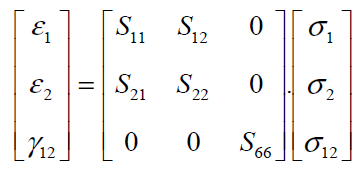 ε₁ S₁₁ S₁₂ 0 σ₁
ε₂ = S₂₁ S₂₂ 0 . σ₂
γ₁₂ 0 0 S₆₆ σ₁₂